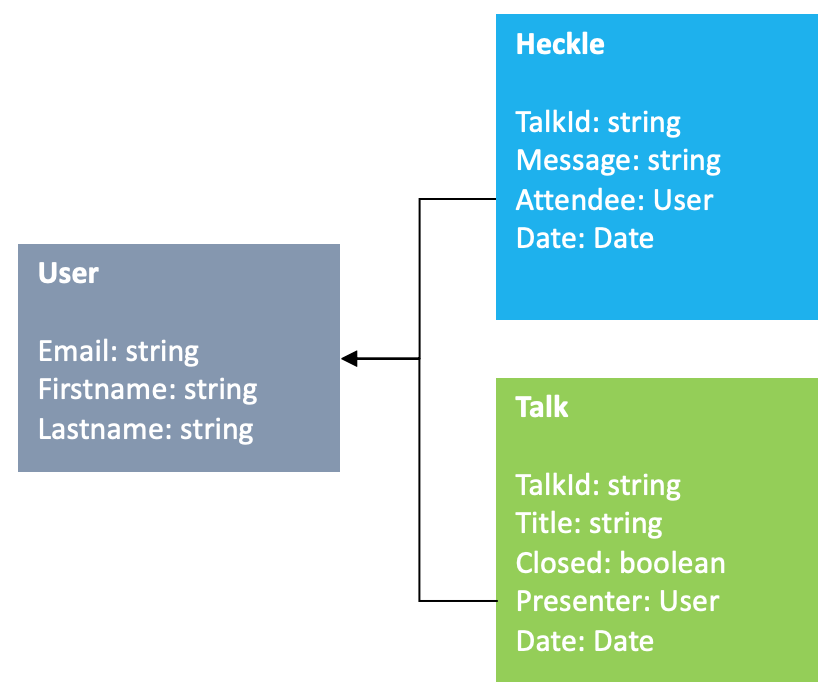 Heckle
TalkId: string
Message: string
Attendee: User
Date: Date
User
Email: string
Firstname: string
Lastname: string
Talk
TalkId: string
Title: string
Closed: boolean
Presenter: User
Date: Date